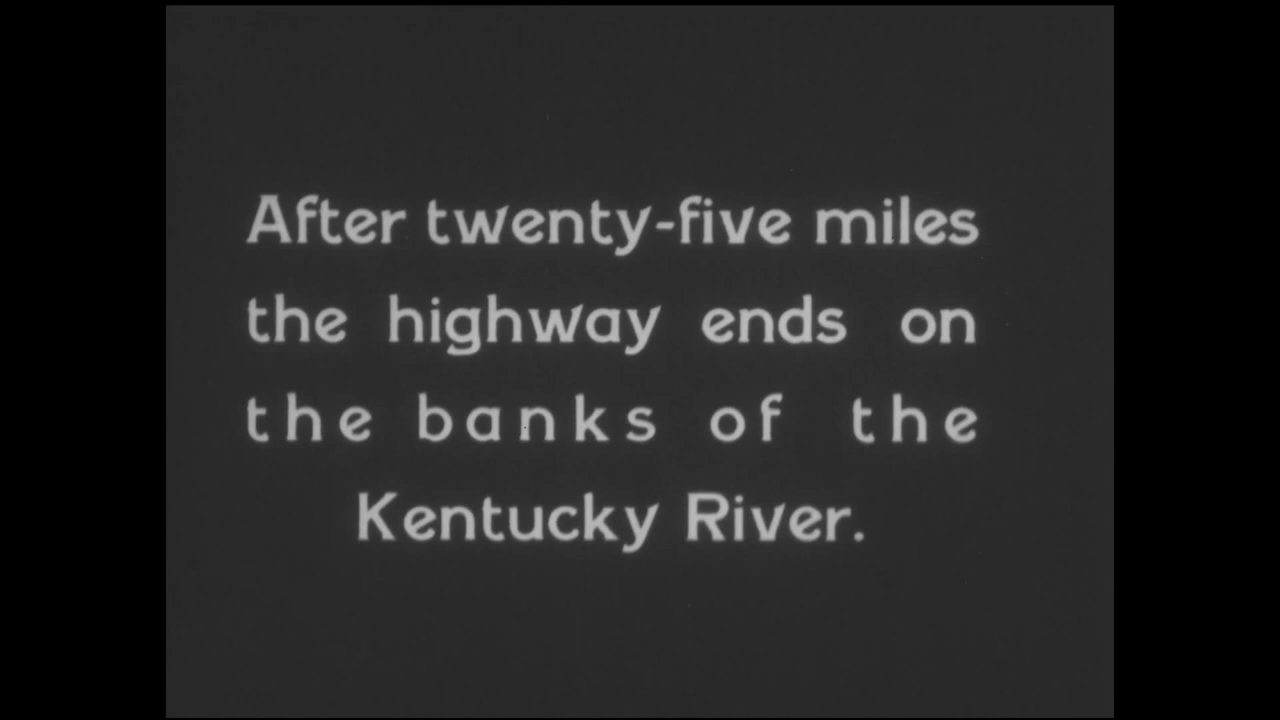 After twenty-five miles
the highway ends on
the banks of the
Kentucky River.